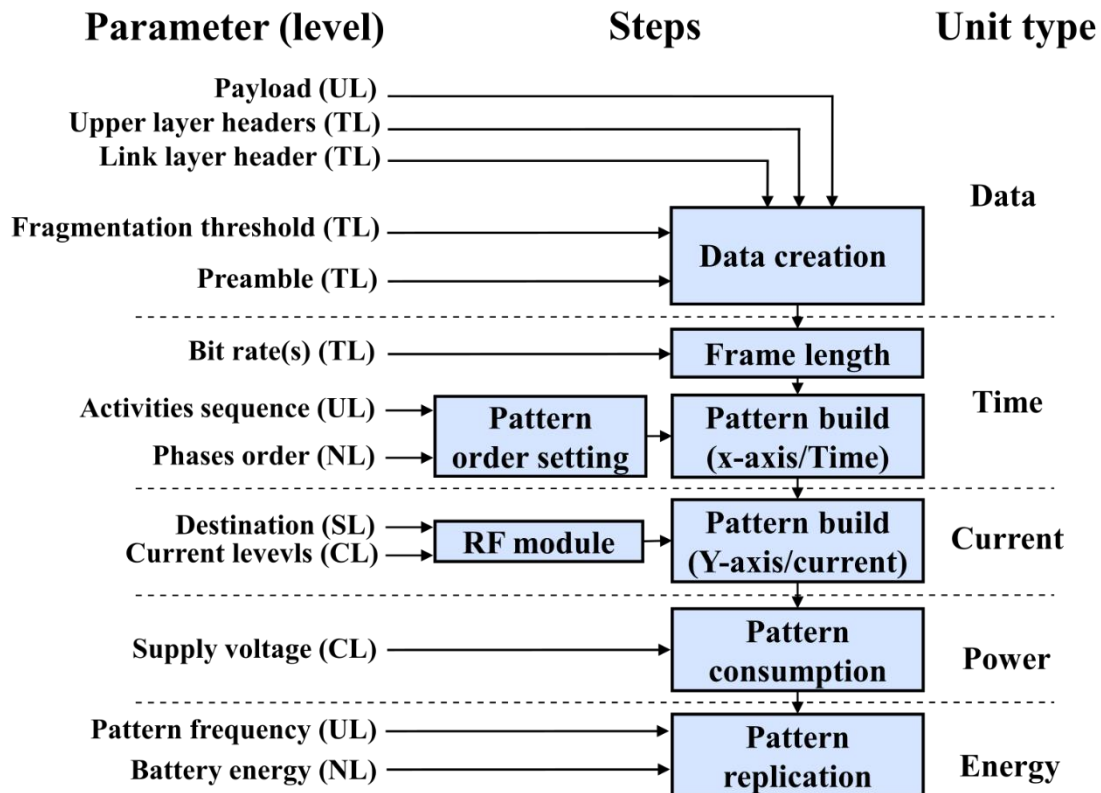 Parameter (level)
Steps
Unit type
Payload (UL)
Upper layer headers (TL)
Link layer header (TL)
Fragmentation threshold (TL)
Preamble (TL)
Data creation
Data
Bit rate(s) (TL)
Frame length
Activities sequence (UL)
Phases order (NL)
Pattern
order setting
Pattern build
(x-axis/Time)
Time
Destination (SL)
Current levevls (CL)
RF module
Pattern build
(Y-axis/current)
Current
Supply voltage (CL)
Pattern
consumption
Power
Pattern frequency (UL)
Battery energy (NL)
Pattern
replication
Energy